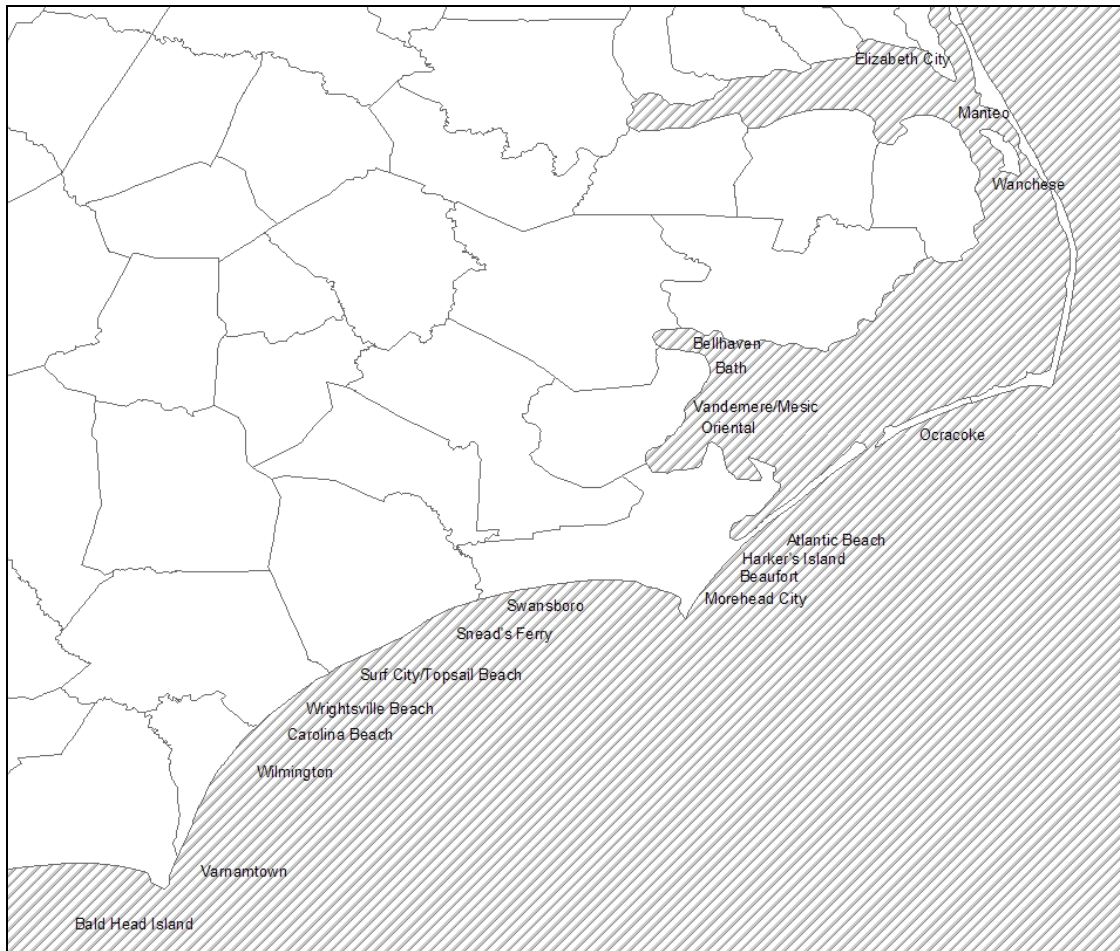 Elizabeth City
Manteo
Wanchese
Bellhaven
Bath
Vandemere/Mesic
Oriental
Ocracoke
Atlantic Beach
Harker's Island
Beaufort
Morehead City
Swansboro
Snead's Ferry
Surf City/Topsail Beach
Wrightsville Beach
Carolina Beach
Wilmington
Varnamtown
Bald Head Island